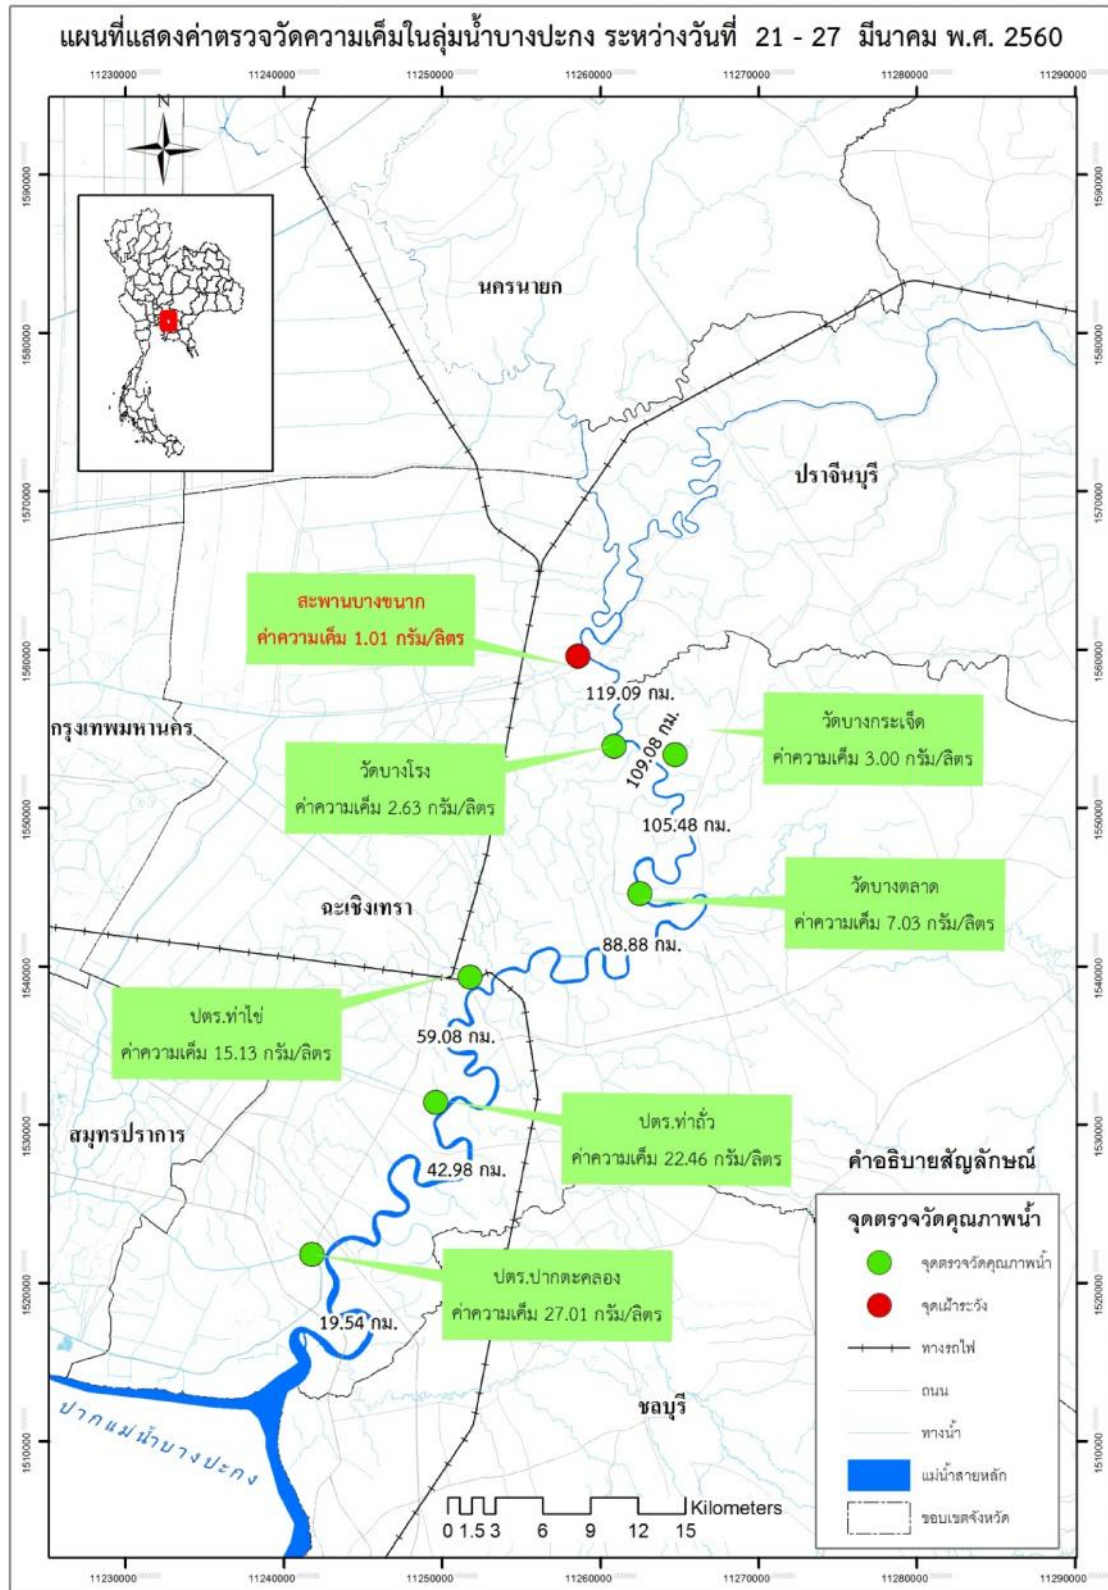 แผนที่แสดงค่าตรวจวัดความเค็มในลุ่มน้ำบางปะกง ระหว่างวันที่ 21 - 27 มีนาคม พ.ศ. 2560
11230000 11240000 11250000 11260000 11270000 11280000 11290000
N
1590000 1590000
นครนายก
1580000 1580000
ปราจีนบุรี
1570000 1570000
สะพานบางขนาก
ค่าความเค็ม 1.01 กรัม/ลิตร
1560000 1560000
119.09 กม.
กรุงเทพมหานคร
วัดบางกระเจ็ด
ค่าความเค็ม 3.00 กรัม/ลิตร
109.08 กม.
วัดบางโรง
ค่าความเค็ม 2.63 กรัม/ลิตร
1550000 1550000
105.48 กม.
วัดบางตลาด
ค่าความเค็ม 7.03 กรัม/ลิตร
ฉะเชิงเทรา
88.88 กม.
1540000 1540000
ปตร.ท่าไข่
ค่าความเค็ม 15.13 กรัม/ลิตร
59.08 กม.
1530000 1530000
สมุทรปราการ
ปตร.ท่าถั่ว
ค่าความเค็ม 22.46 กรัม/ลิตร
42.98 กม.
คำอธิบายสัญลักษณ์
จุดตรวจวัดคุณภาพน้ำ
จุดตรวจวัดคุณภาพน้ำ
จุดเฝ้าระวัง
ทางรถไฟ
ถนน
ทางน้ำ
แม่น้ำสายหลัก
ขอบเขตจังหวัด
1520000 1520000
ปตร.ปากตะคลอง
ค่าความเค็ม 27.01 กรัม/ลิตร
19.54 กม.
ชลบุรี
ปากแม่น้ำบางปะกง
1510000 1510000
Kilometers
0 1.5 3 6 9 12 15
11230000 11240000 11250000 11260000 11270000 11280000 11290000